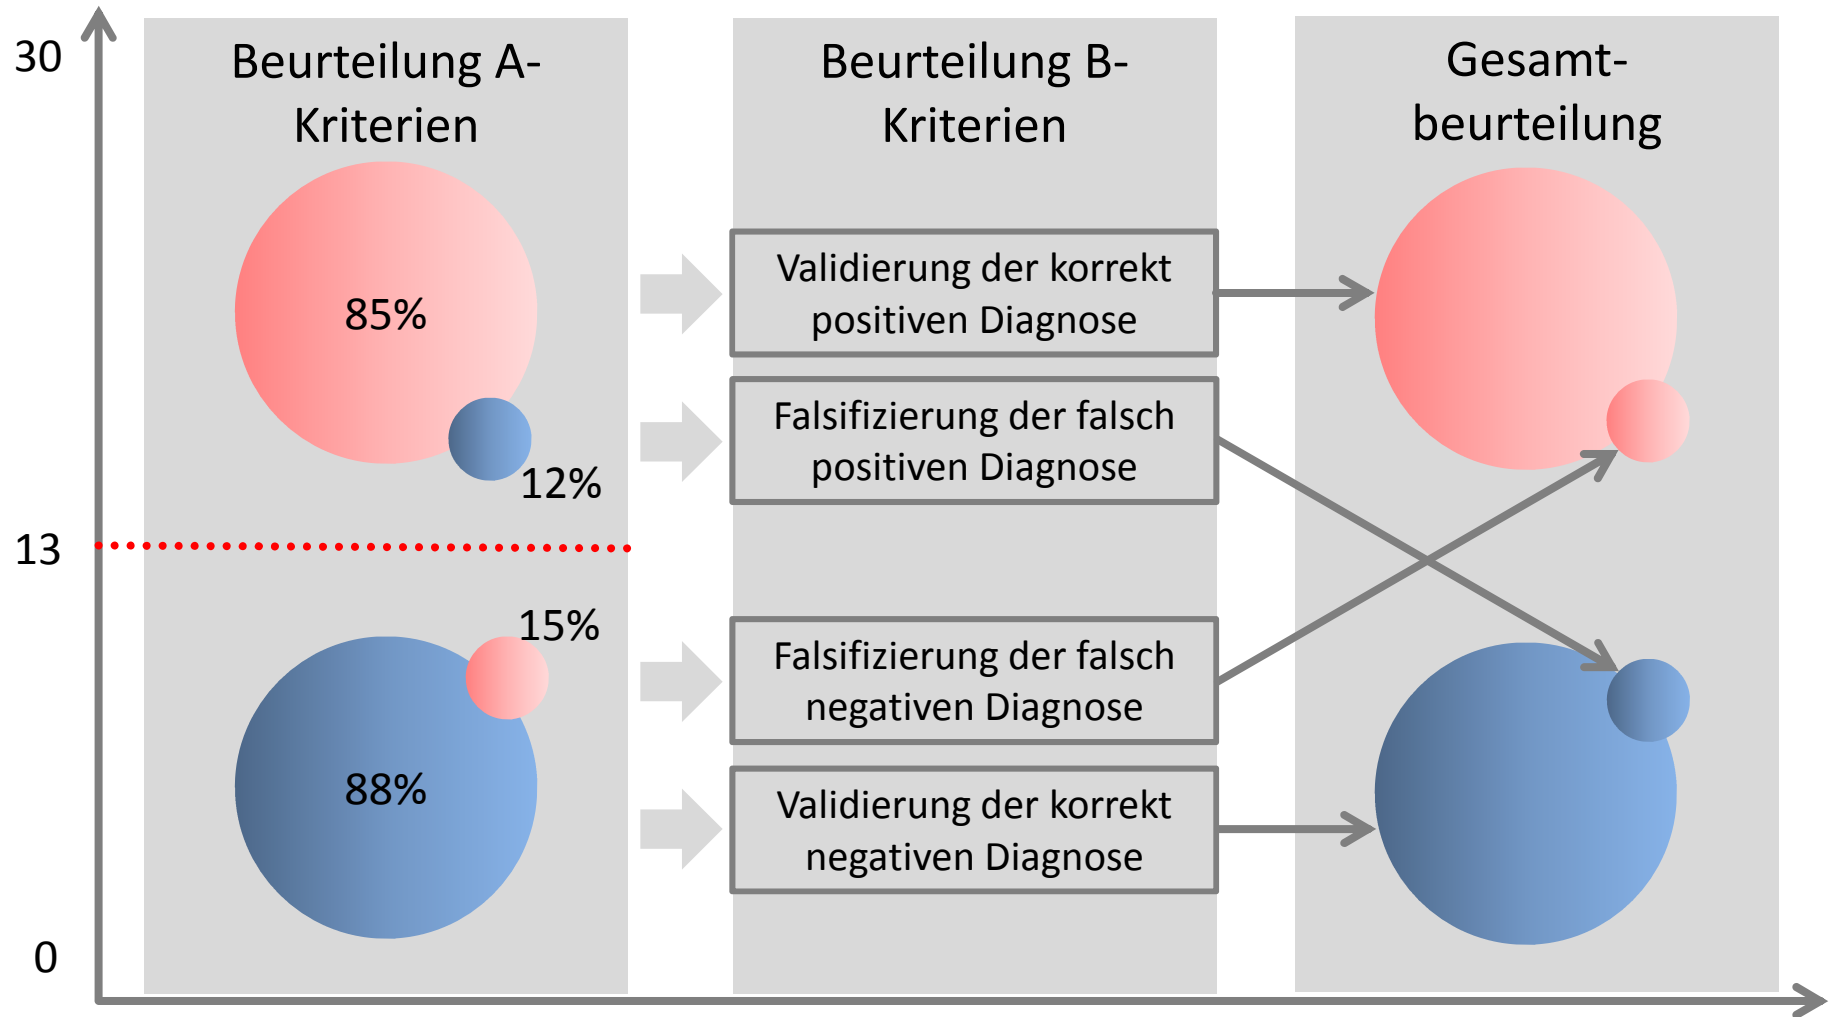 30
13
0
Beurteilung A-
Kriterien
85%
12%
15%
88%
Beurteilung B-
Kriterien
Validierung der korrekt
positiven Diagnose
Falsifizierung der falsch
positiven Diagnose
Falsifizierung der falsch
negativen Diagnose
Validierung der korrekt
negativen Diagnose
Gesamt-
beurteilung